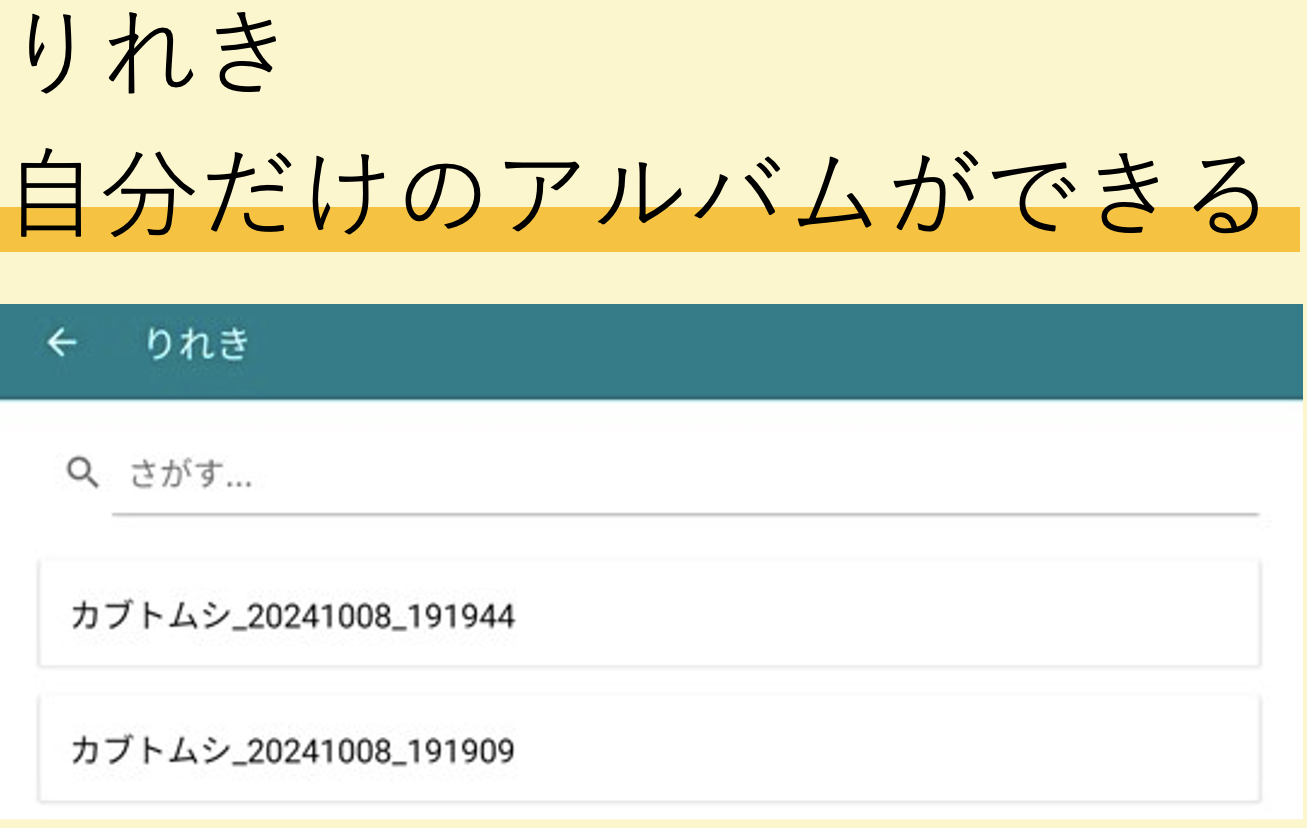 りれき
自分だけのアルバムができる
りれき
さがす...
カブトムシ_20241008_191944
カブトムシ_20241008_191909